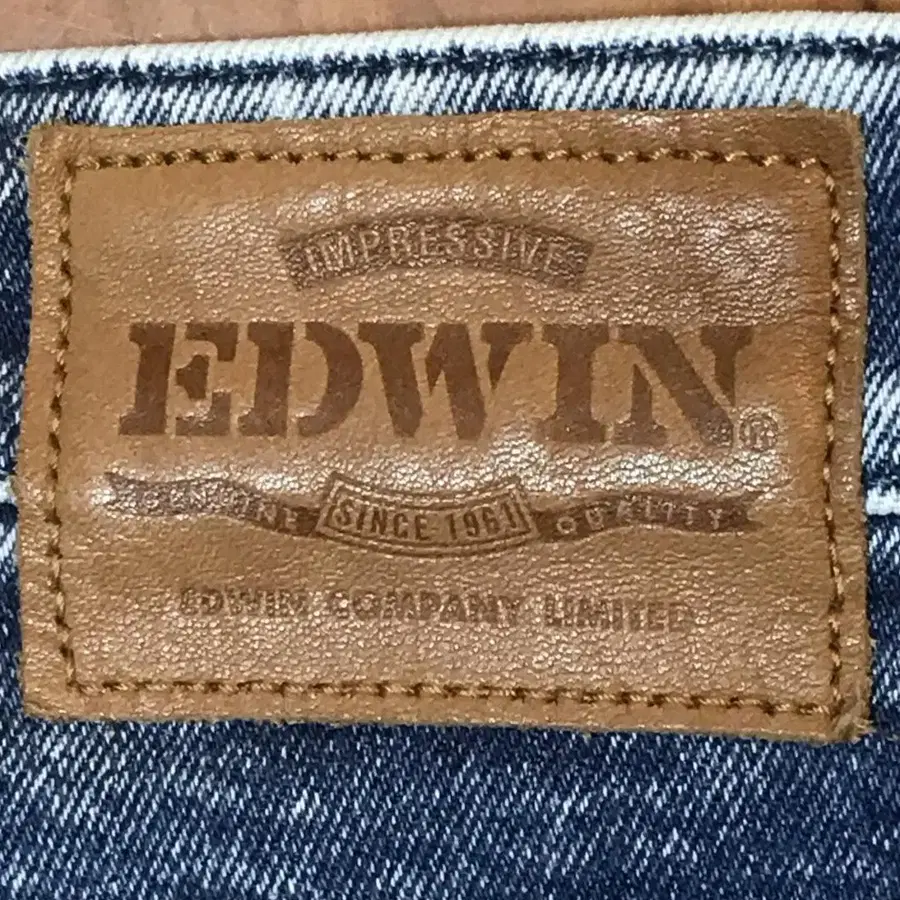 IMPRESSIVE
EDWIN®
GENUINE SINCE 1961 QUALITY
EDWIN COMPANY LIMITED